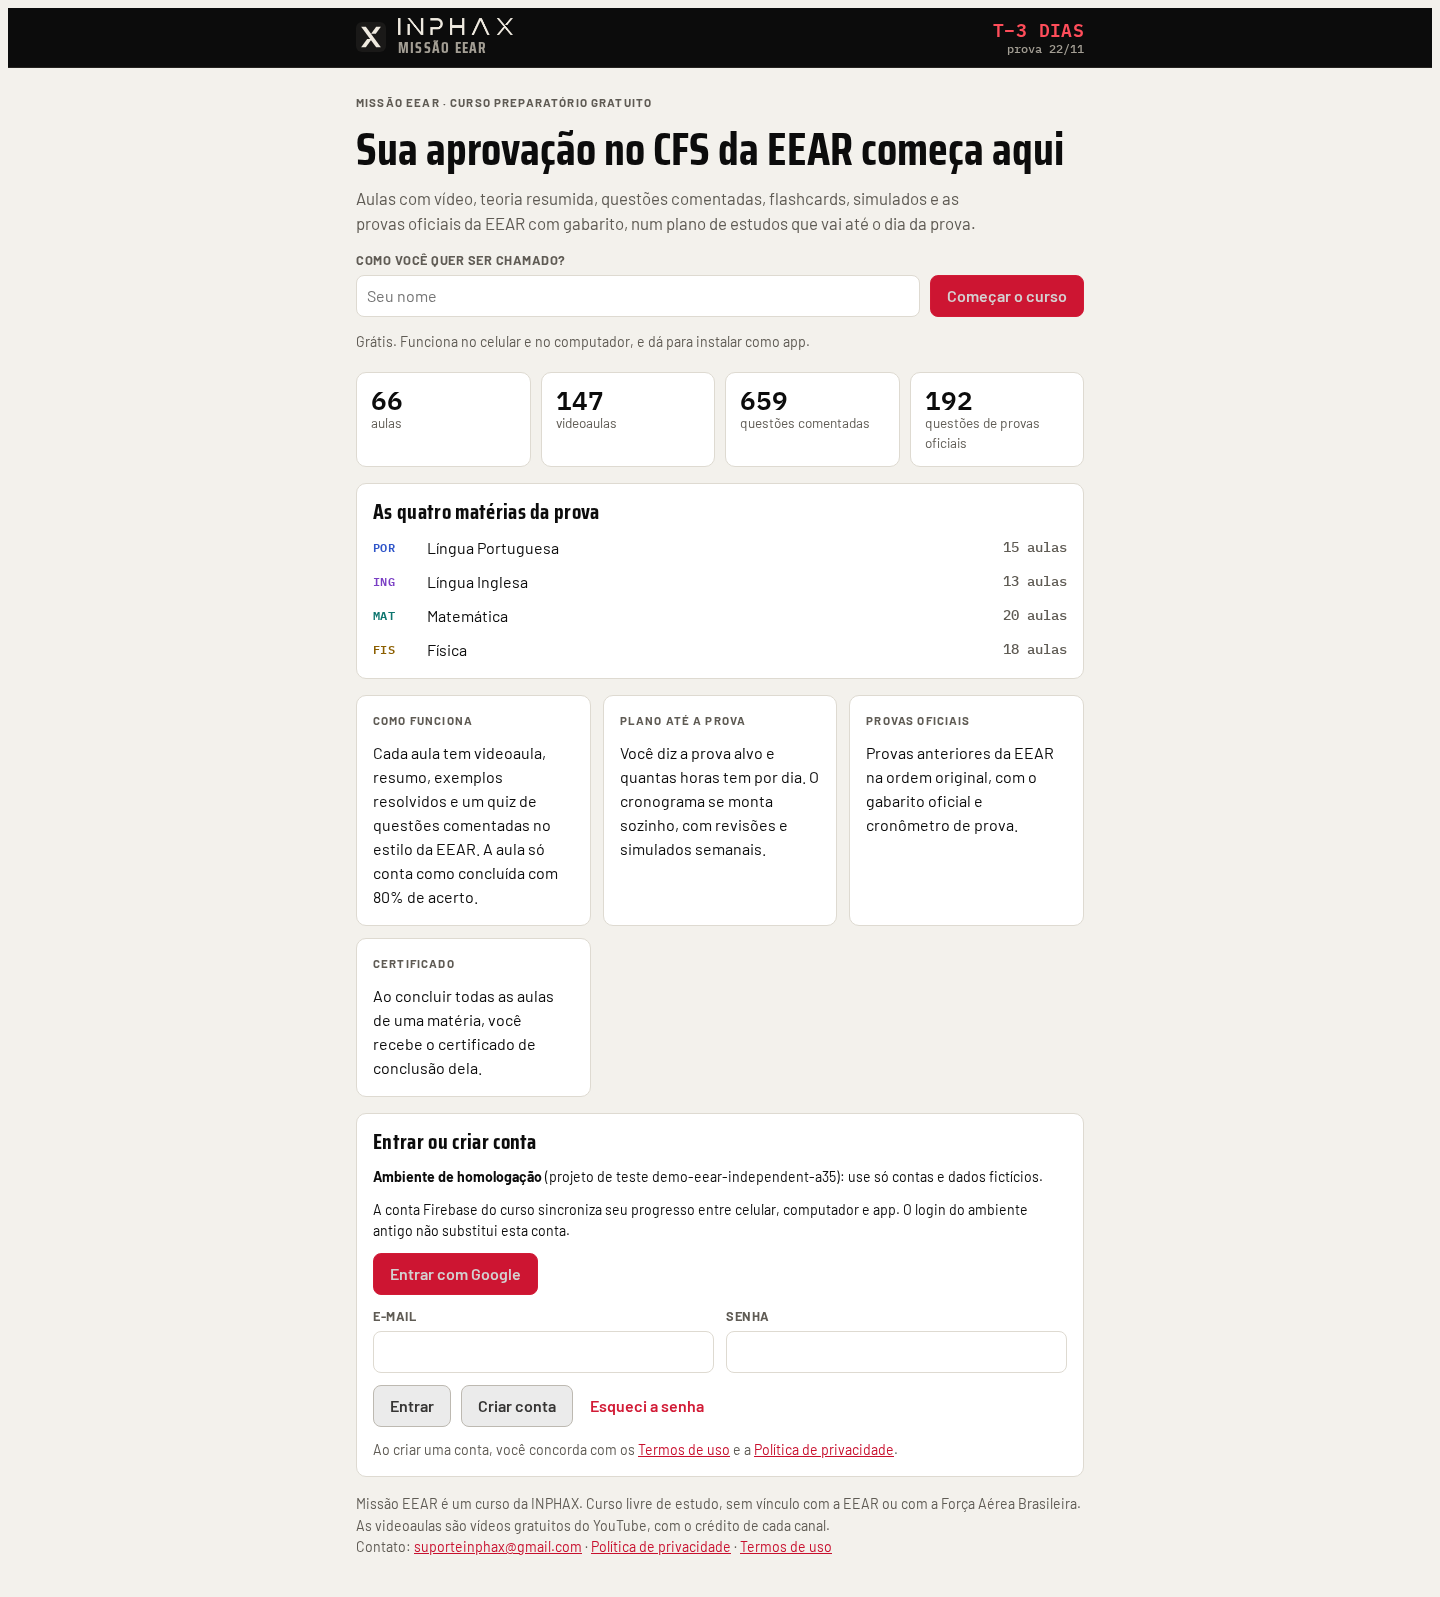 X INPHAX
MISSÃO EEAR
T−3 DIAS
prova 22/11
MISSÃO EEAR · CURSO PREPARATÓRIO GRATUITO
Sua aprovação no CFS da EEAR começa aqui
Aulas com vídeo, teoria resumida, questões comentadas, flashcards, simulados e as
provas oficiais da EEAR com gabarito, num plano de estudos que vai até o dia da prova.
COMO VOCÊ QUER SER CHAMADO?
Seu nome
Começar o curso
Grátis. Funciona no celular e no computador, e dá para instalar como app.
66
aulas
147
videoaulas
659
questões comentadas
192
questões de provas
oficiais
As quatro matérias da prova
POR Língua Portuguesa 15 aulas
ING Língua Inglesa 13 aulas
MAT Matemática 20 aulas
FIS Física 18 aulas
COMO FUNCIONA
Cada aula tem videoaula,
resumo, exemplos
resolvidos e um quiz de
questões comentadas no
estilo da EEAR. A aula só
conta como concluída com
80% de acerto.
PLANO ATÉ A PROVA
Você diz a prova alvo e
quantas horas tem por dia. O
cronograma se monta
sozinho, com revisões e
simulados semanais.
PROVAS OFICIAIS
Provas anteriores da EEAR
na ordem original, com o
gabarito oficial e
cronômetro de prova.
CERTIFICADO
Ao concluir todas as aulas
de uma matéria, você
recebe o certificado de
conclusão dela.
Entrar ou criar conta
Ambiente de homologação (projeto de teste demo-eear-independent-a35): use só contas e dados fictícios.
A conta Firebase do curso sincroniza seu progresso entre celular, computador e app. O login do ambiente
antigo não substitui esta conta.
Entrar com Google
E-MAIL
SENHA
Entrar
Criar conta
Esqueci a senha
Ao criar uma conta, você concorda com os Termos de uso e a Política de privacidade.
Missão EEAR é um curso da INPHAX. Curso livre de estudo, sem vínculo com a EEAR ou com a Força Aérea Brasileira.
As videoaulas são vídeos gratuitos do YouTube, com o crédito de cada canal.
Contato: suporteinphax@gmail.com · Política de privacidade · Termos de uso